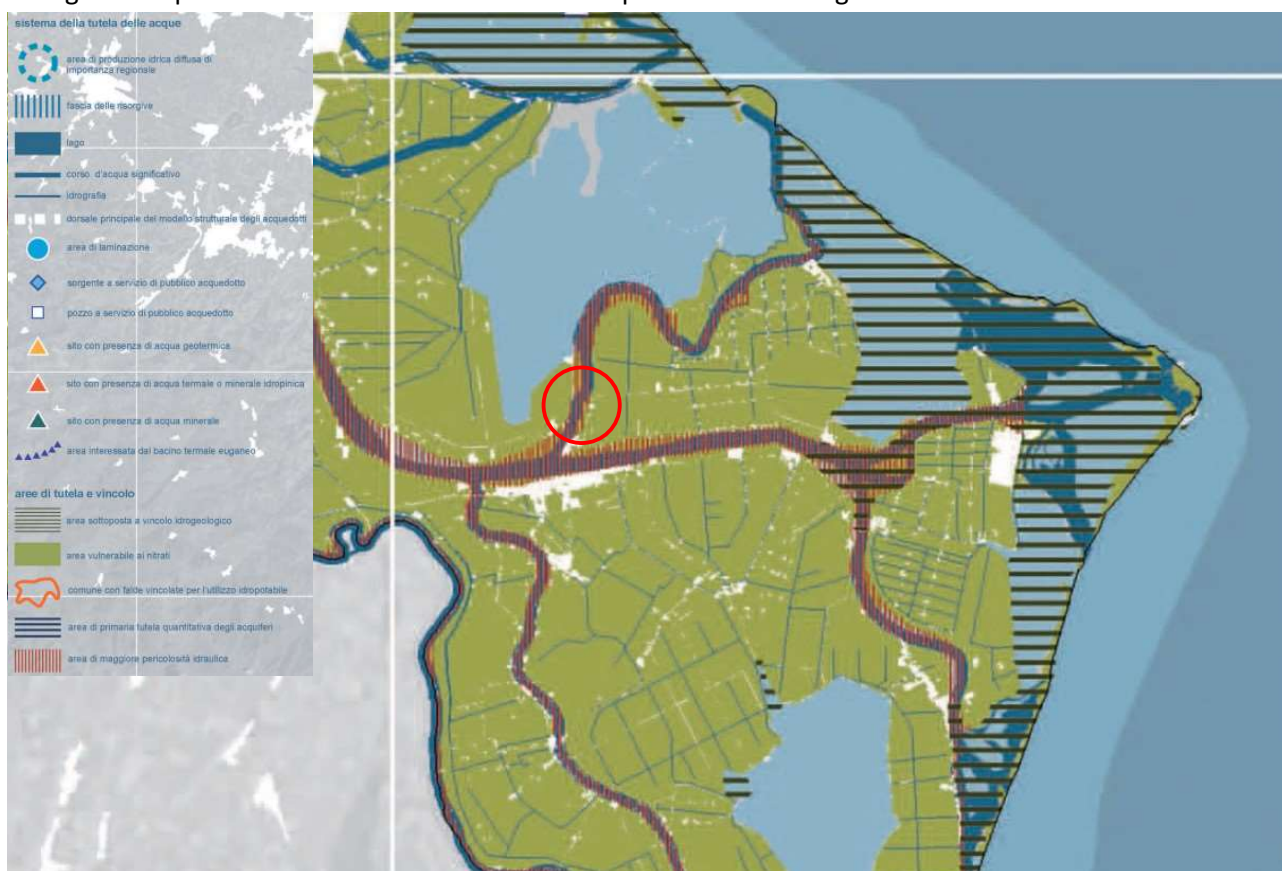 sistema della tutela delle acque
area di produzione idrica diffusa di
importanza regionale
fascia delle risorgive
lago
corso d'acqua significativo
idrografia
dorsale principale del modello strutturale degli acquedotti
area di laminazione
sorgente a servizio di pubblico acquedotto
pozzo a servizio di pubblico acquedotto
sito con presenza di acqua geotermica
sito con presenza di acqua termale o minerale idropinica
sito con presenza di acqua minerale
area interessata dal bacino termale euganeo
aree di tutela e vincolo
area sottoposta a vincolo idrogeologico
area vulnerabile ai nitrati
comune con falde vincolate per l'utilizzo idropotabile
area di primaria tutela quantitativa degli acquiferi
area di maggiore pericolosità idraulica